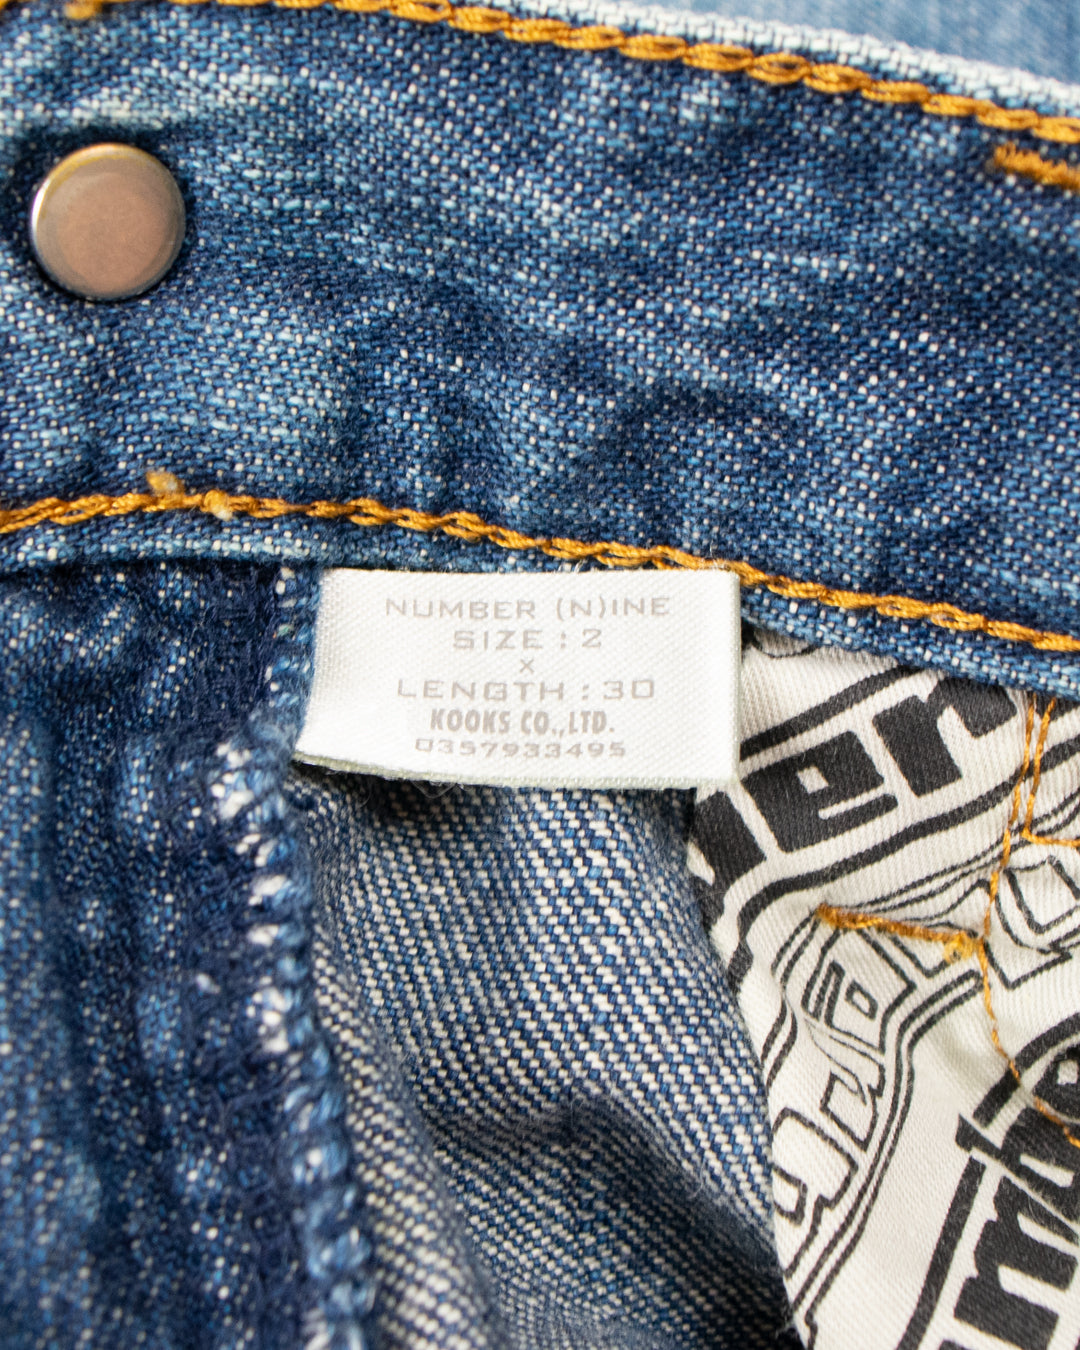 NUMBER (N)INE
SIZE : 2
x
LENGTH : 30
KOOKS CO.,LTD.
0357933495